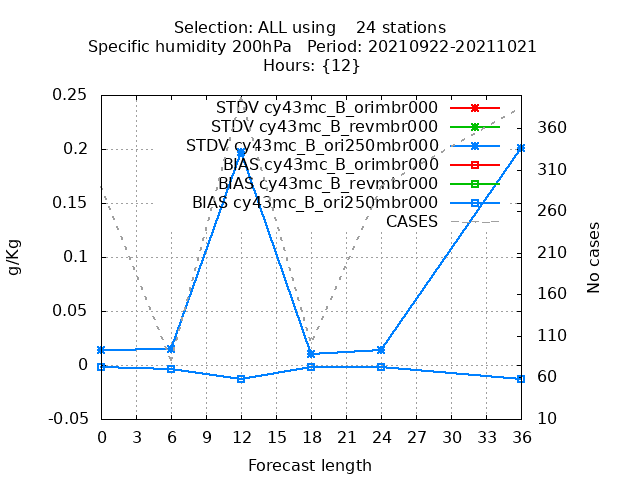 Selection: ALL using    24 stations
Specific humidity 200hPa   Period: 20210922-20211021
Hours: {12}
STDV cy43mc_B_orimbr000
STDV cy43mc_B_revmbr000
STDV cy43mc_B_ori250mbr000
BIAS cy43mc_B_orimbr000
BIAS cy43mc_B_revmbr000
BIAS cy43mc_B_ori250mbr000
CASES
0.25
0.2
0.15
0.1
0.05
0
-0.05
g/Kg
360
310
260
210
160
110
60
10
No cases
0 3 6 9 12 15 18 21 24 27 30 33 36
Forecast length